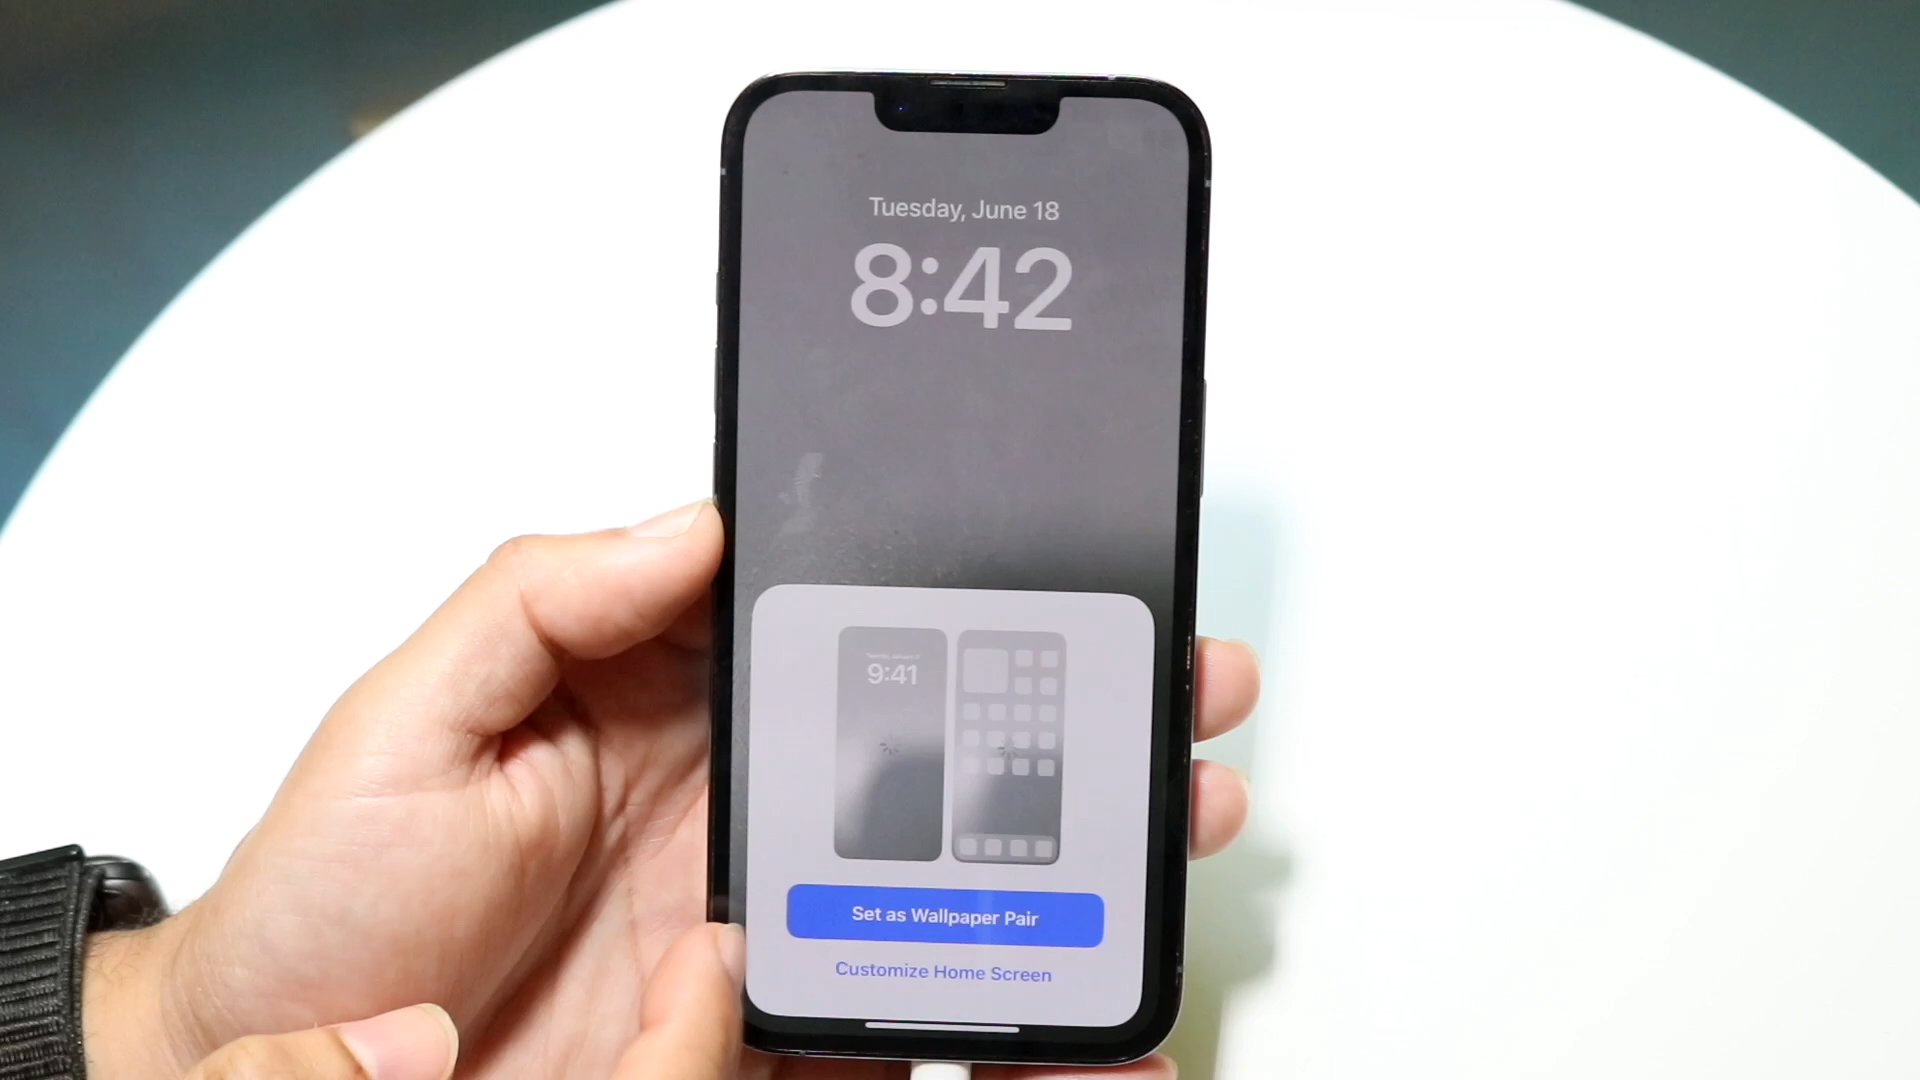 Tuesday, June 18
8:42
9:41
Set as Wallpaper Pair
Customize Home Screen